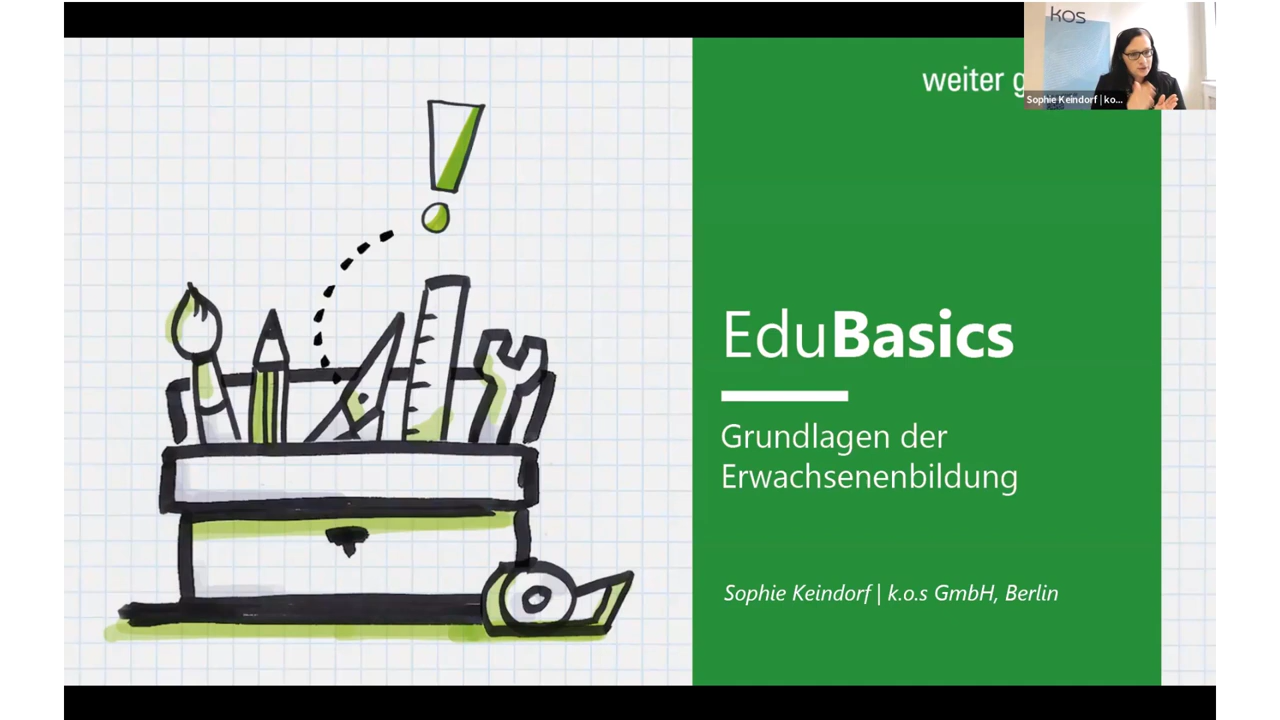 kos
weiter g
Sophie Keindorf | ko...
EduBasics
Grundlagen der
Erwachsenenbildung
Sophie Keindorf | k.o.s GmbH, Berlin